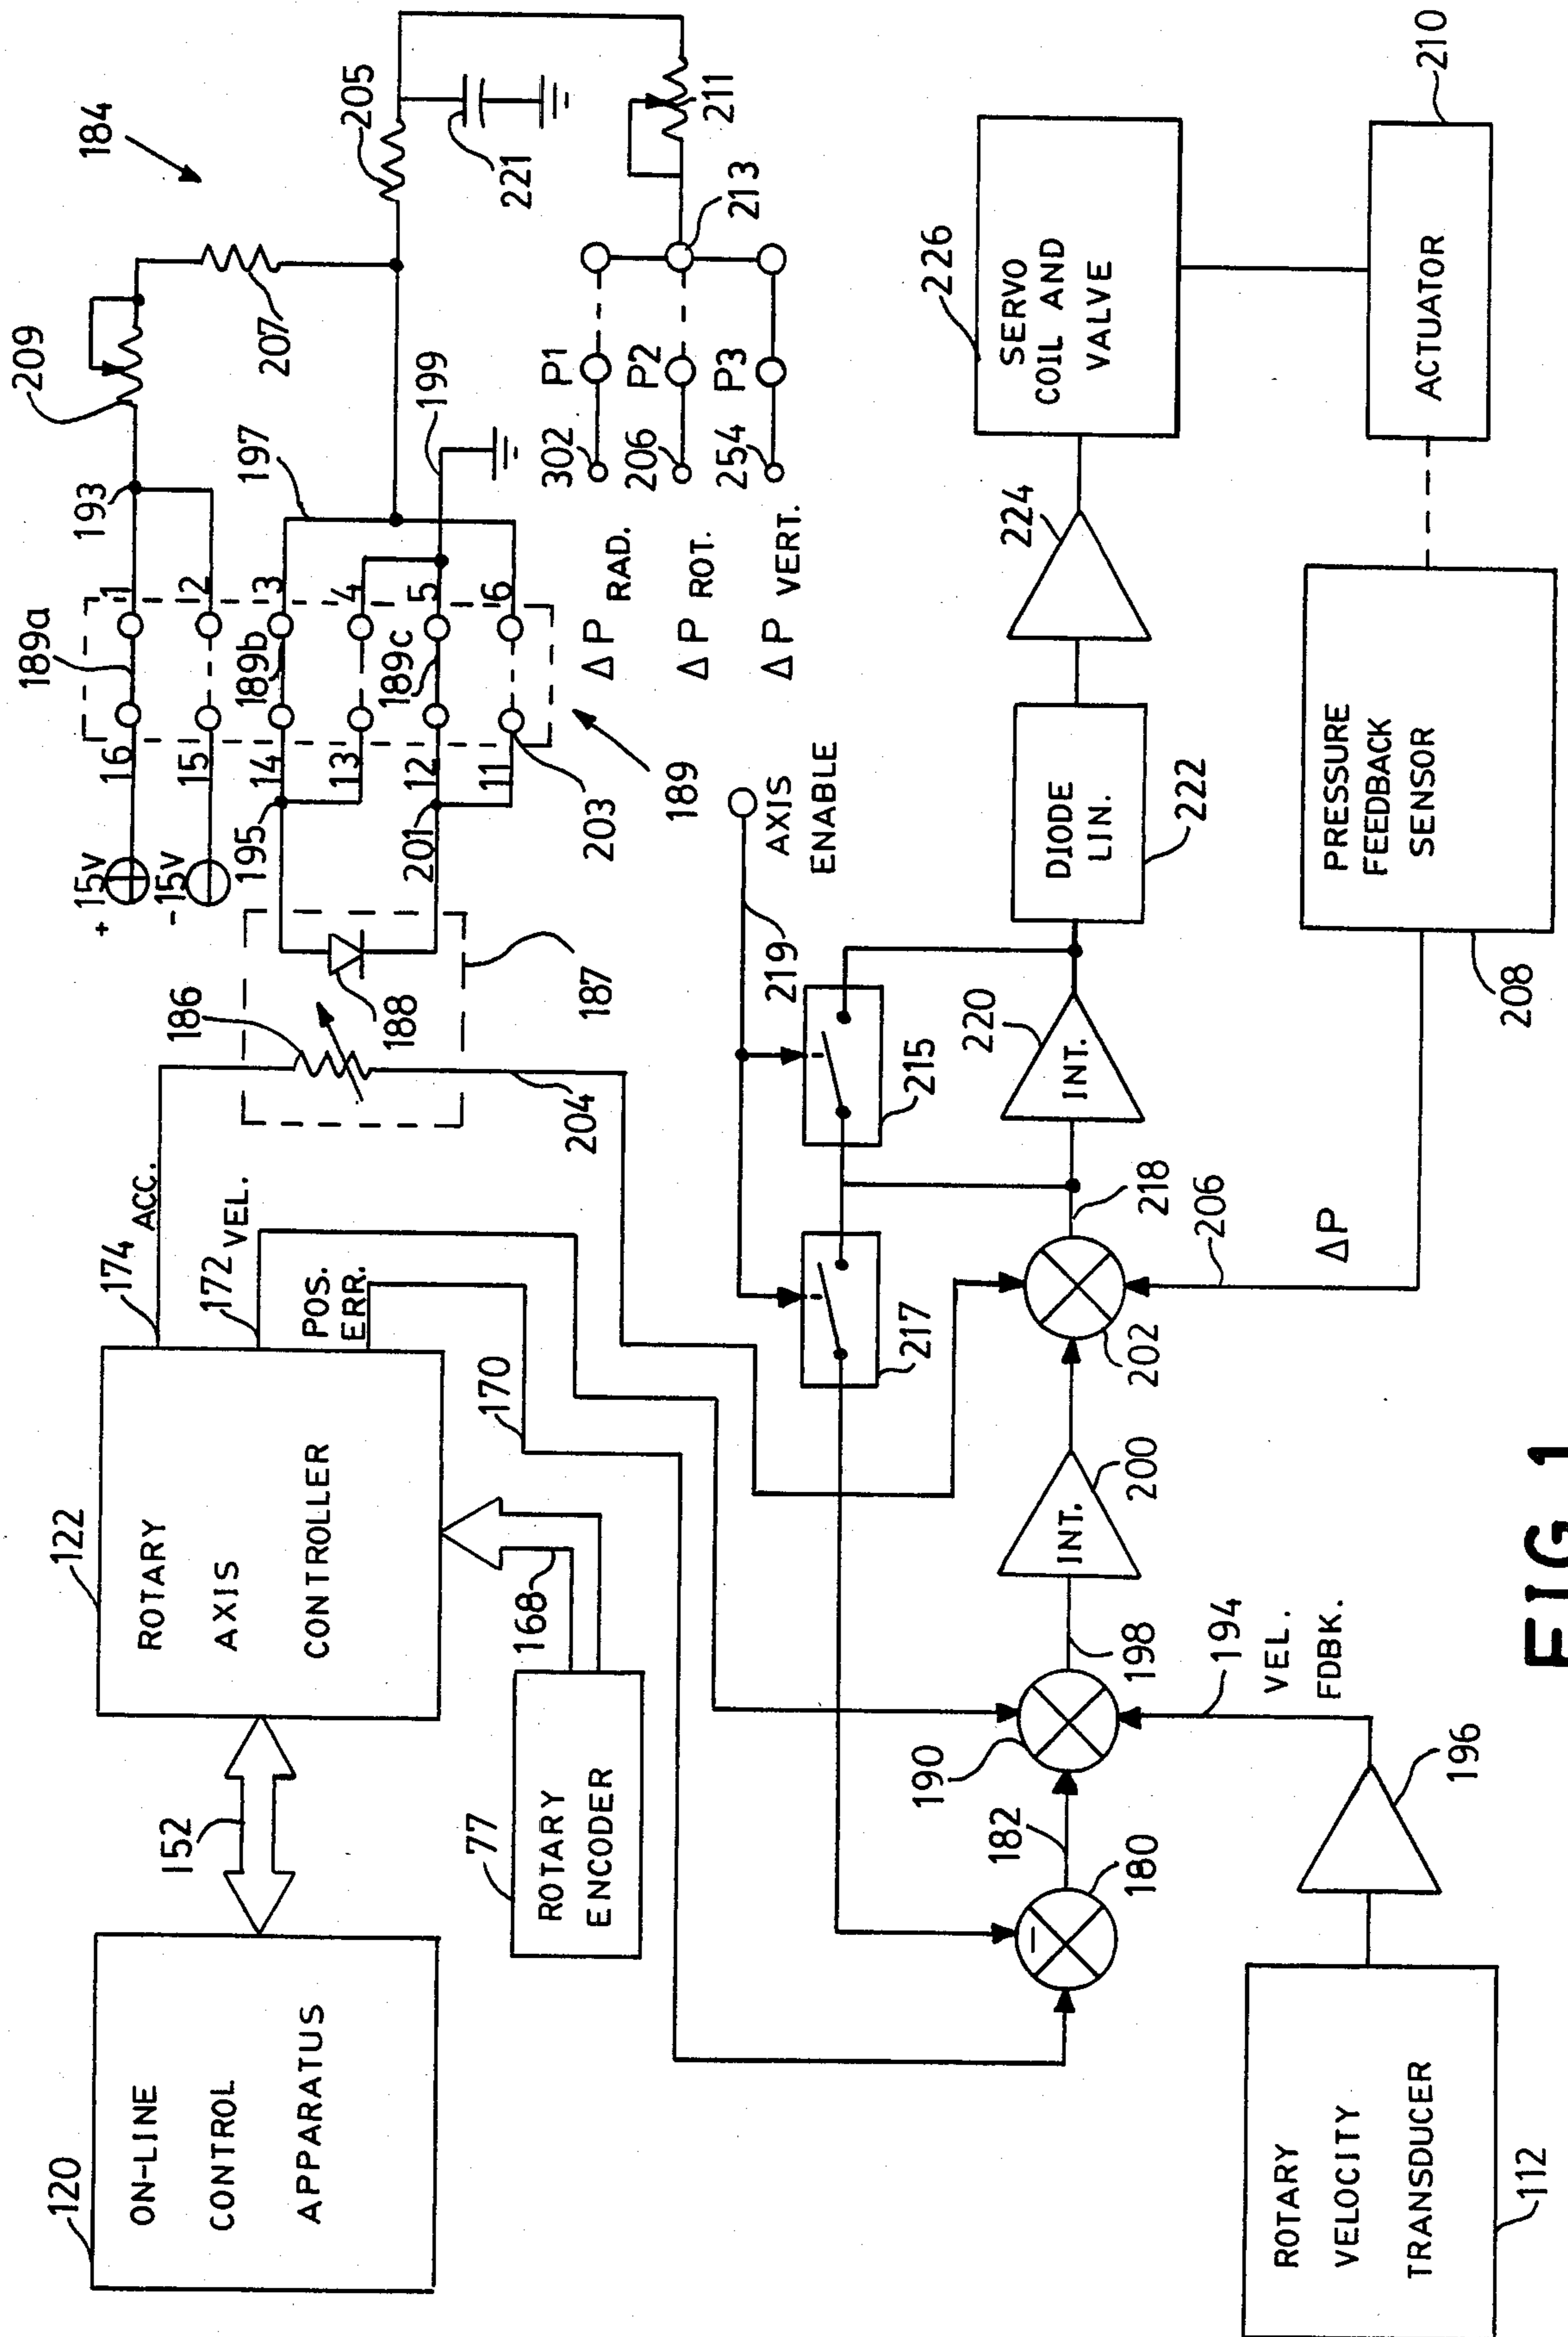 184
209
207
205
221
211
213
193
197
199
189a
189b
189c
1
2
3
4
5
6
16
15
14
13
12
11
+15V
-15V
195
201
203
189
187
188
186
204
302
P1
206
P2
254
P3
ΔP RAD.
ΔP ROT.
ΔP VERT.
120
ON-LINE
CONTROL
APPARATUS
152
122
ROTARY
AXIS
CONTROLLER
174
ACC.
172
VEL.
POS.
ERR.
170
168
77
ROTARY
ENCODER
AXIS
ENABLE
219
215
217
180
182
190
198
INT.
200
202
218
INT.
220
DIODE
LIN.
222
224
226
SERVO
COIL AND
VALVE
ACTUATOR
210
PRESSURE
FEEDBACK
SENSOR
208
206
ΔP
194
VEL.
FDBK.
196
ROTARY
VELOCITY
TRANSDUCER
112
FIG. 1